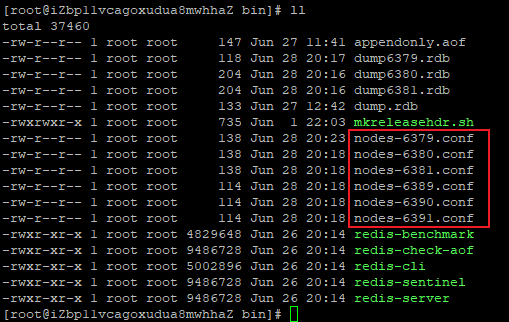 [root@iZbp11vcagoxudua8mwhhaZ bin]# ll
total 37460
-rw-r--r-- 1 root root     147 Jun 27 11:41 appendonly.aof
-rw-r--r-- 1 root root     118 Jun 28 20:17 dump6379.rdb
-rw-r--r-- 1 root root     204 Jun 28 20:16 dump6380.rdb
-rw-r--r-- 1 root root     204 Jun 28 20:16 dump6381.rdb
-rw-r--r-- 1 root root     133 Jun 27 12:42 dump.rdb
-rwxrwxr-x 1 root root     735 Jun  1 22:03 mkreleasehdr.sh
-rw-r--r-- 1 root root     138 Jun 28 20:23 nodes-6379.conf
-rw-r--r-- 1 root root     138 Jun 28 20:18 nodes-6380.conf
-rw-r--r-- 1 root root     138 Jun 28 20:18 nodes-6381.conf
-rw-r--r-- 1 root root     114 Jun 28 20:18 nodes-6389.conf
-rw-r--r-- 1 root root     114 Jun 28 20:18 nodes-6390.conf
-rw-r--r-- 1 root root     114 Jun 28 20:18 nodes-6391.conf
-rwxr-xr-x 1 root root 4829648 Jun 26 20:14 redis-benchmark
-rwxr-xr-x 1 root root 9486728 Jun 26 20:14 redis-check-aof
-rwxr-xr-x 1 root root 5002896 Jun 26 20:14 redis-cli
-rwxr-xr-x 1 root root 9486728 Jun 26 20:14 redis-sentinel
-rwxr-xr-x 1 root root 9486728 Jun 26 20:14 redis-server
[root@iZbp11vcagoxudua8mwhhaZ bin]#